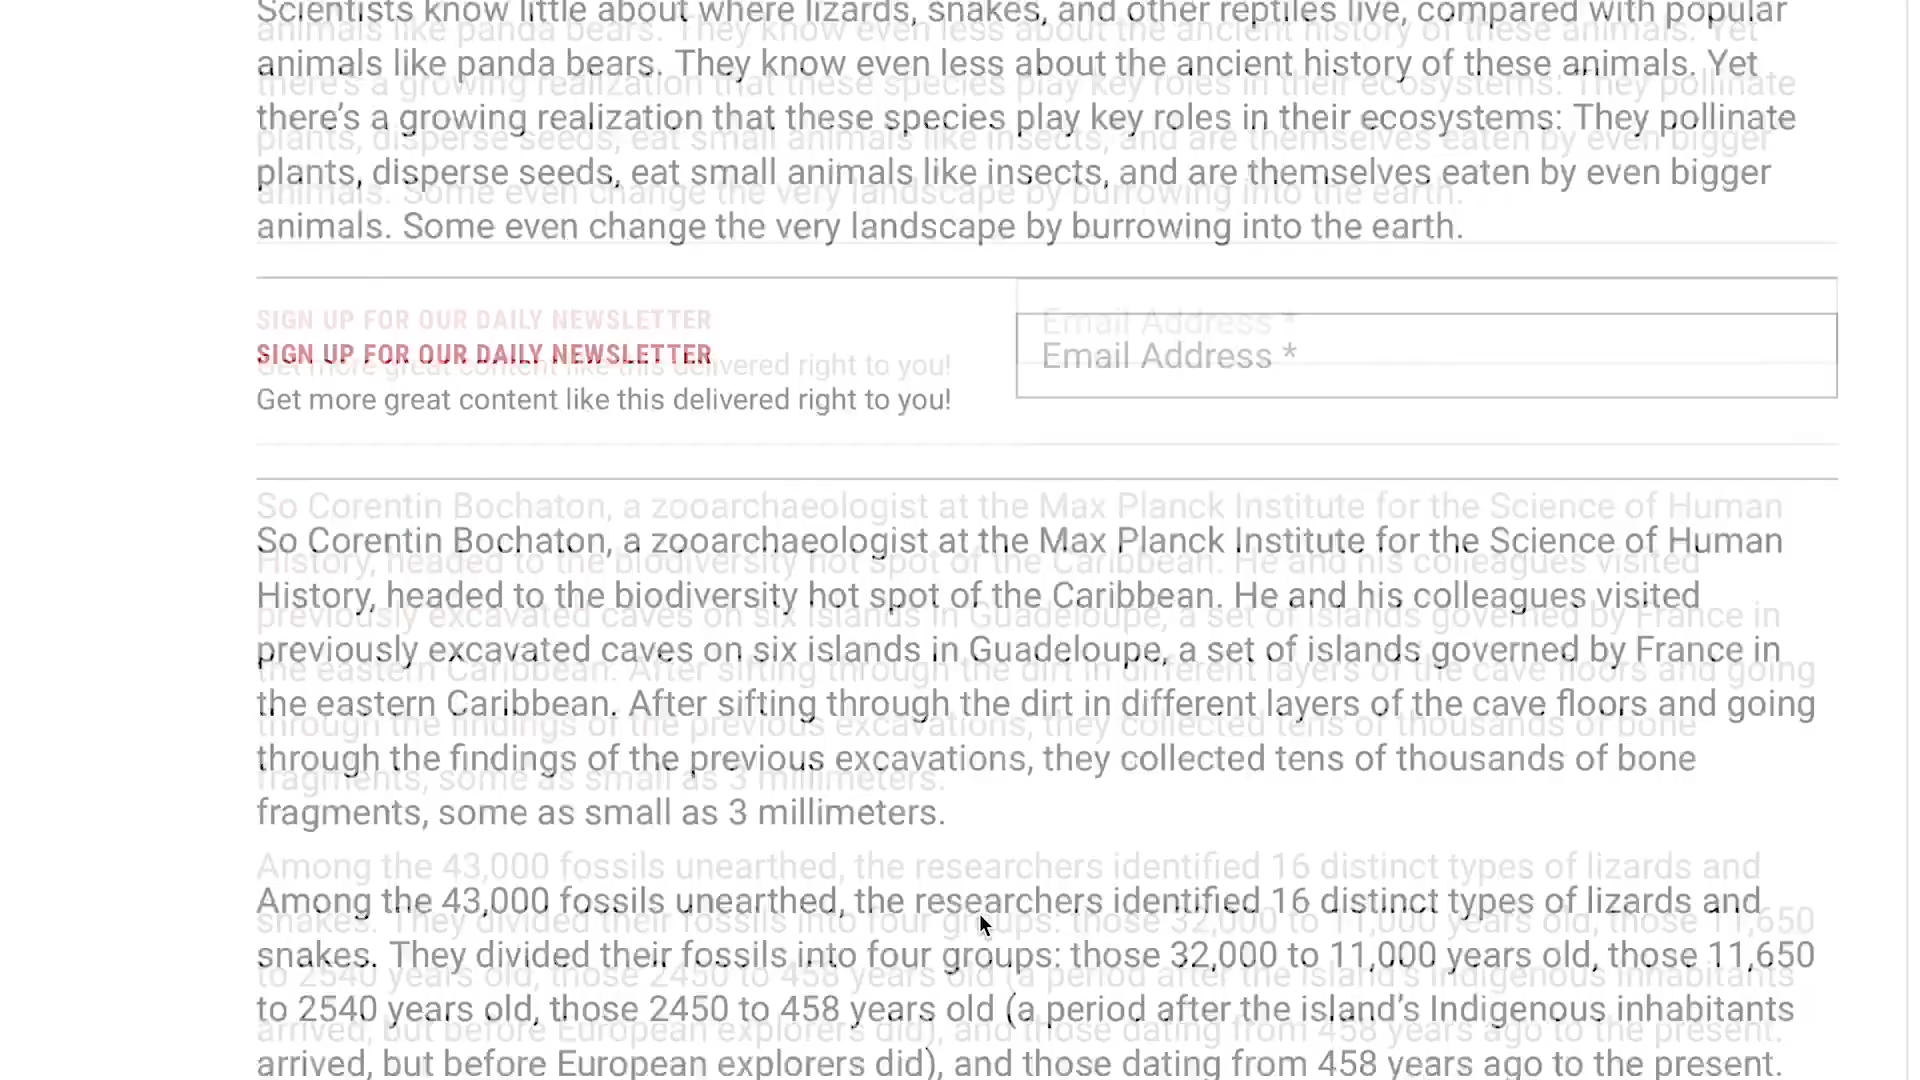 Scientists know little about where lizards, snakes, and other reptiles live, compared with popular
animals like panda bears. They know even less about the ancient history of these animals. Yet
there’s a growing realization that these species play key roles in their ecosystems: They pollinate
plants, disperse seeds, eat small animals like insects, and are themselves eaten by even bigger
animals. Some even change the very landscape by burrowing into the earth.
SIGN UP FOR OUR DAILY NEWSLETTER
Get more great content like this delivered right to you!
Email Address *
So Corentin Bochaton, a zooarchaeologist at the Max Planck Institute for the Science of Human
History, headed to the biodiversity hot spot of the Caribbean. He and his colleagues visited
previously excavated caves on six islands in Guadeloupe, a set of islands governed by France in
the eastern Caribbean. After sifting through the dirt in different layers of the cave floors and going
through the findings of the previous excavations, they collected tens of thousands of bone
fragments, some as small as 3 millimeters.
Among the 43,000 fossils unearthed, the researchers identified 16 distinct types of lizards and
snakes. They divided their fossils into four groups: those 32,000 to 11,000 years old, those 11,650
to 2540 years old, those 2450 to 458 years old (a period after the island’s Indigenous inhabitants
arrived, but before European explorers did), and those dating from 458 years ago to the present.